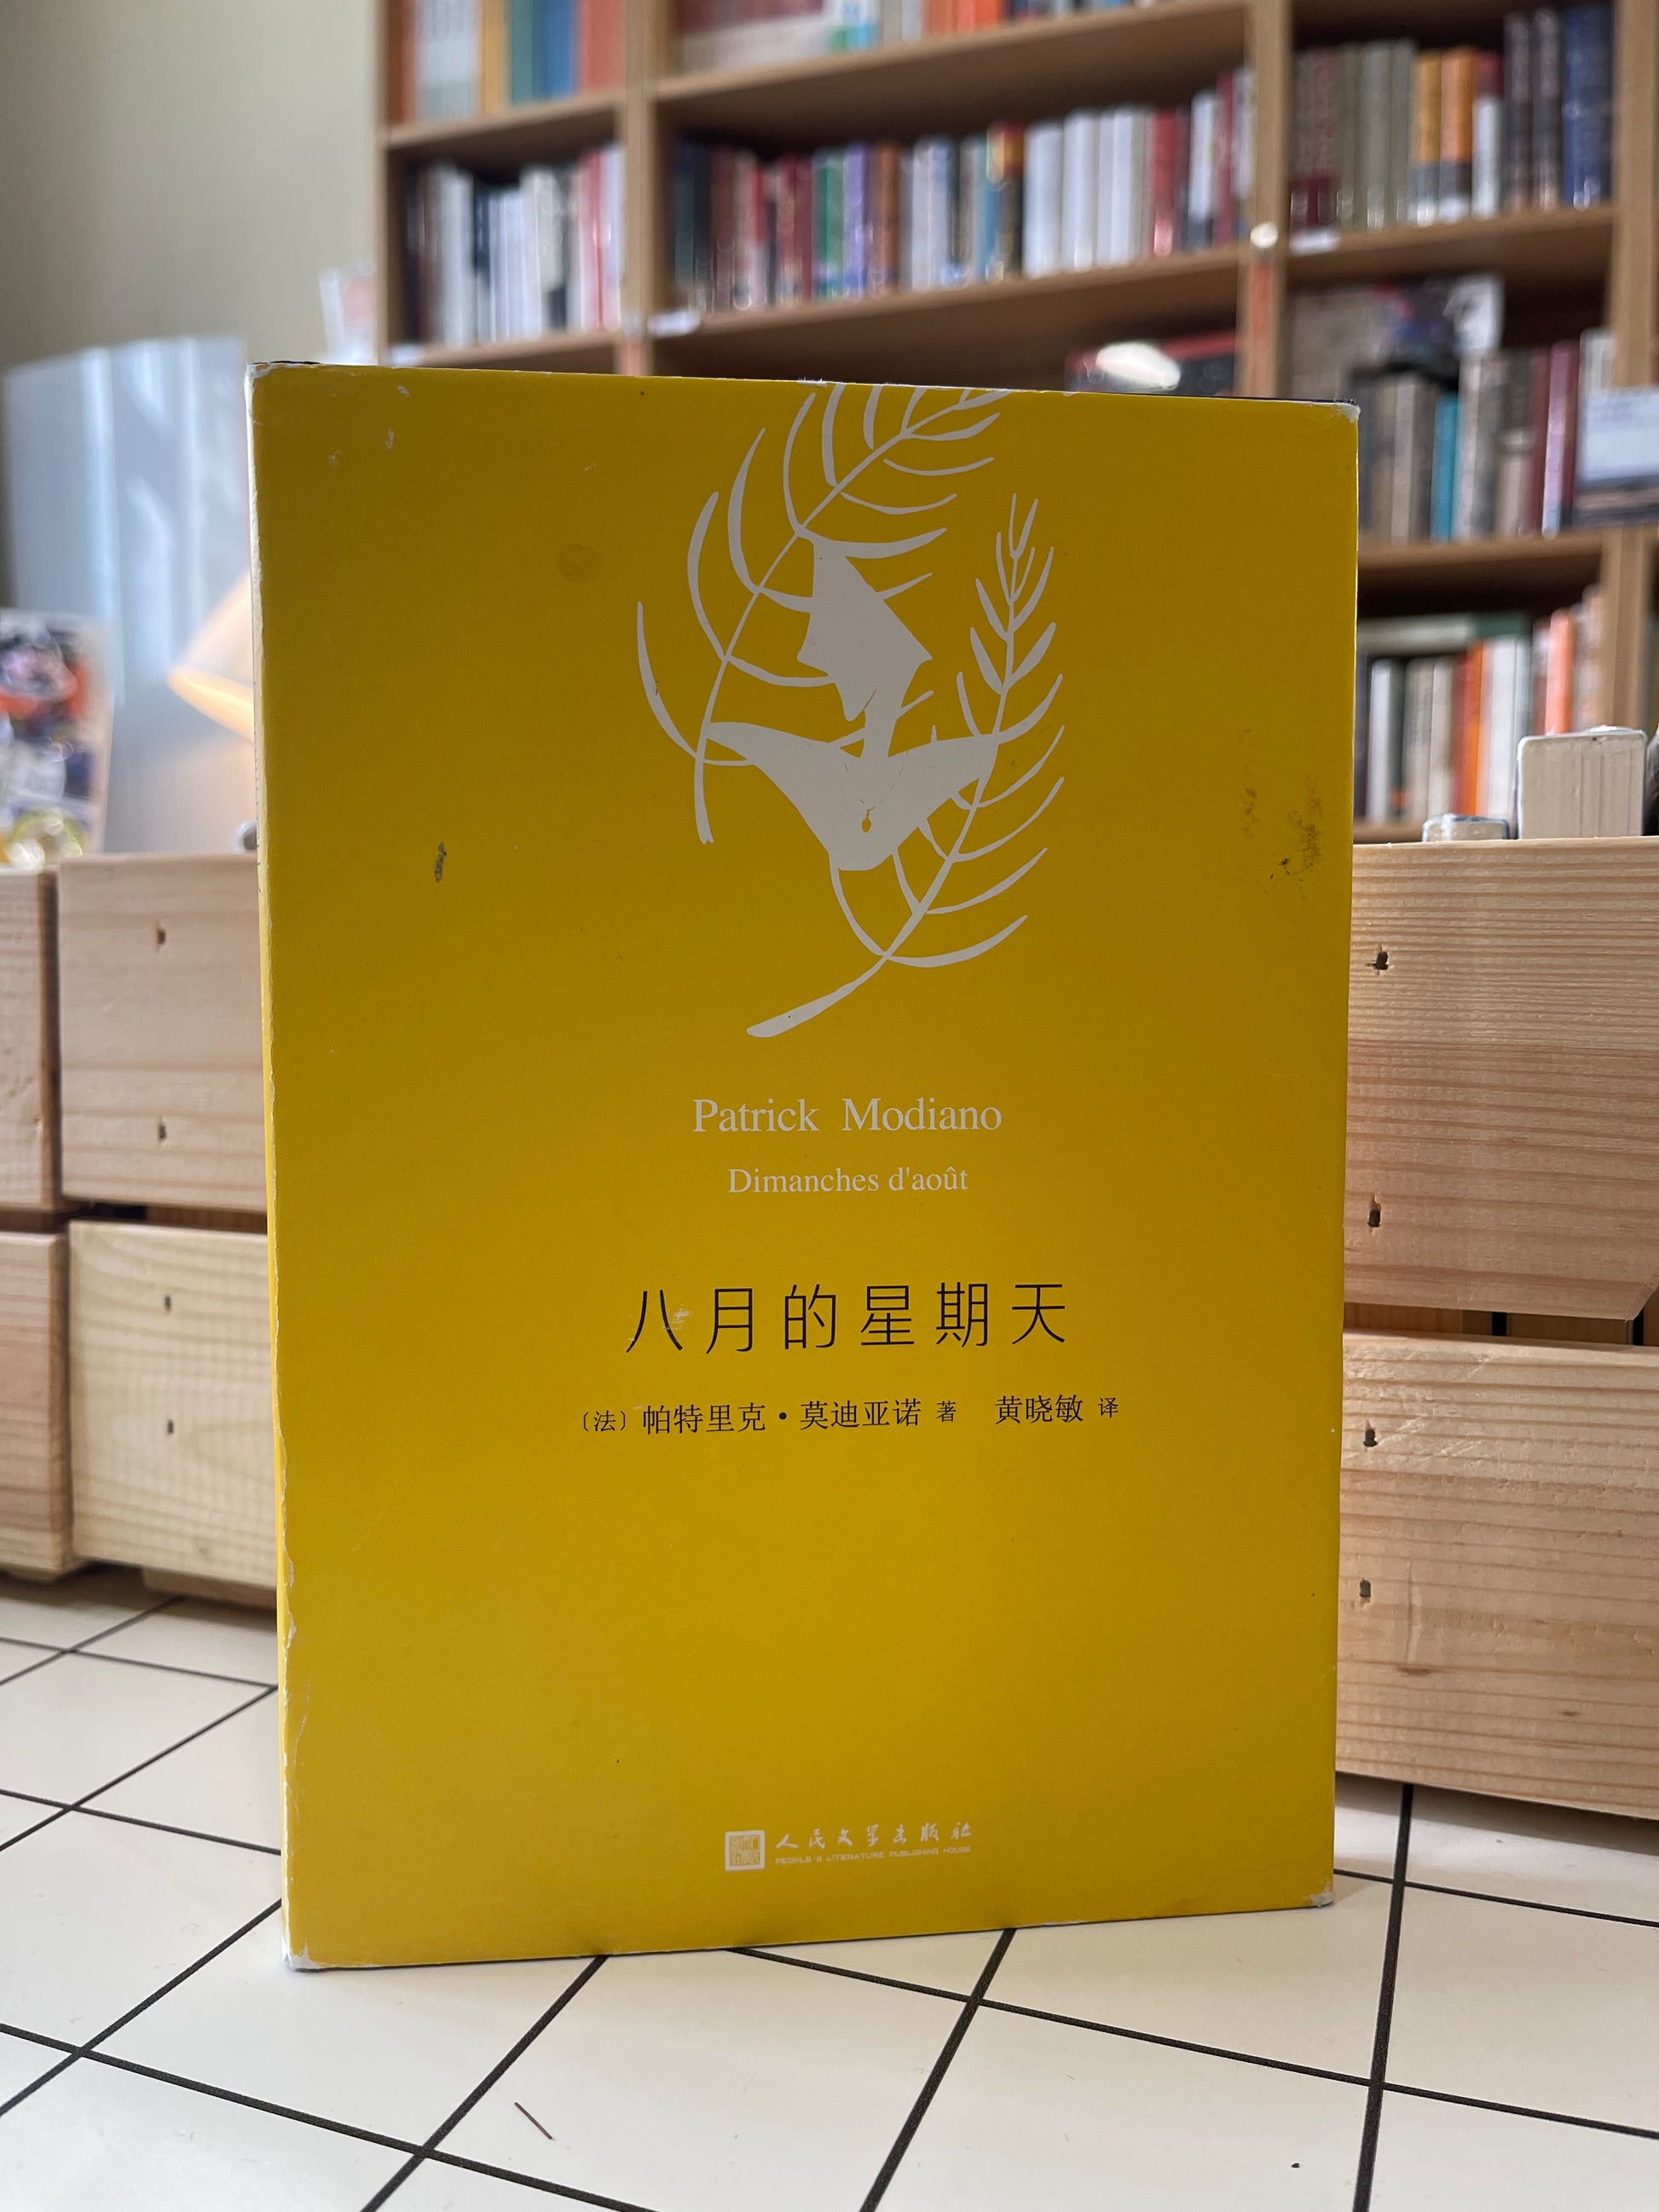 Patrick Modiano
Dimanches d'août
八月的星期天
〔法〕帕特里克·莫迪亚诺 著 黄晓敏 译
人民文学出版社
PEOPLE'S LITERATURE PUBLISHING HOUSE